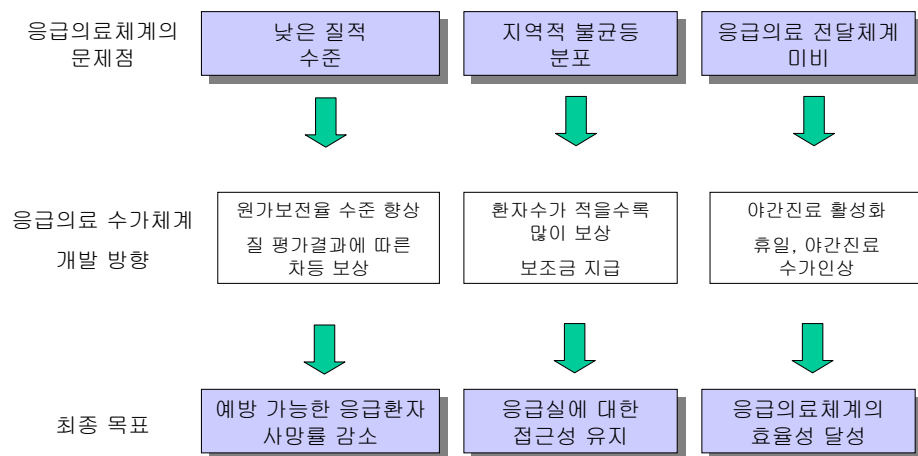 응급의료체계의
문제점
낮은 질적
수준
지역적 불균등
분포
응급의료 전달체계
미비
응급의료 수가체계
개발 방향
원가보전율 수준 향상
질 평가결과에 따른
차등 보상
환자수가 적을수록
많이 보상
보조금 지급
야간진료 활성화
휴일, 야간진료
수가인상
최종 목표
예방 가능한 응급환자
사망률 감소
응급실에 대한
접근성 유지
응급의료체계의
효율성 달성